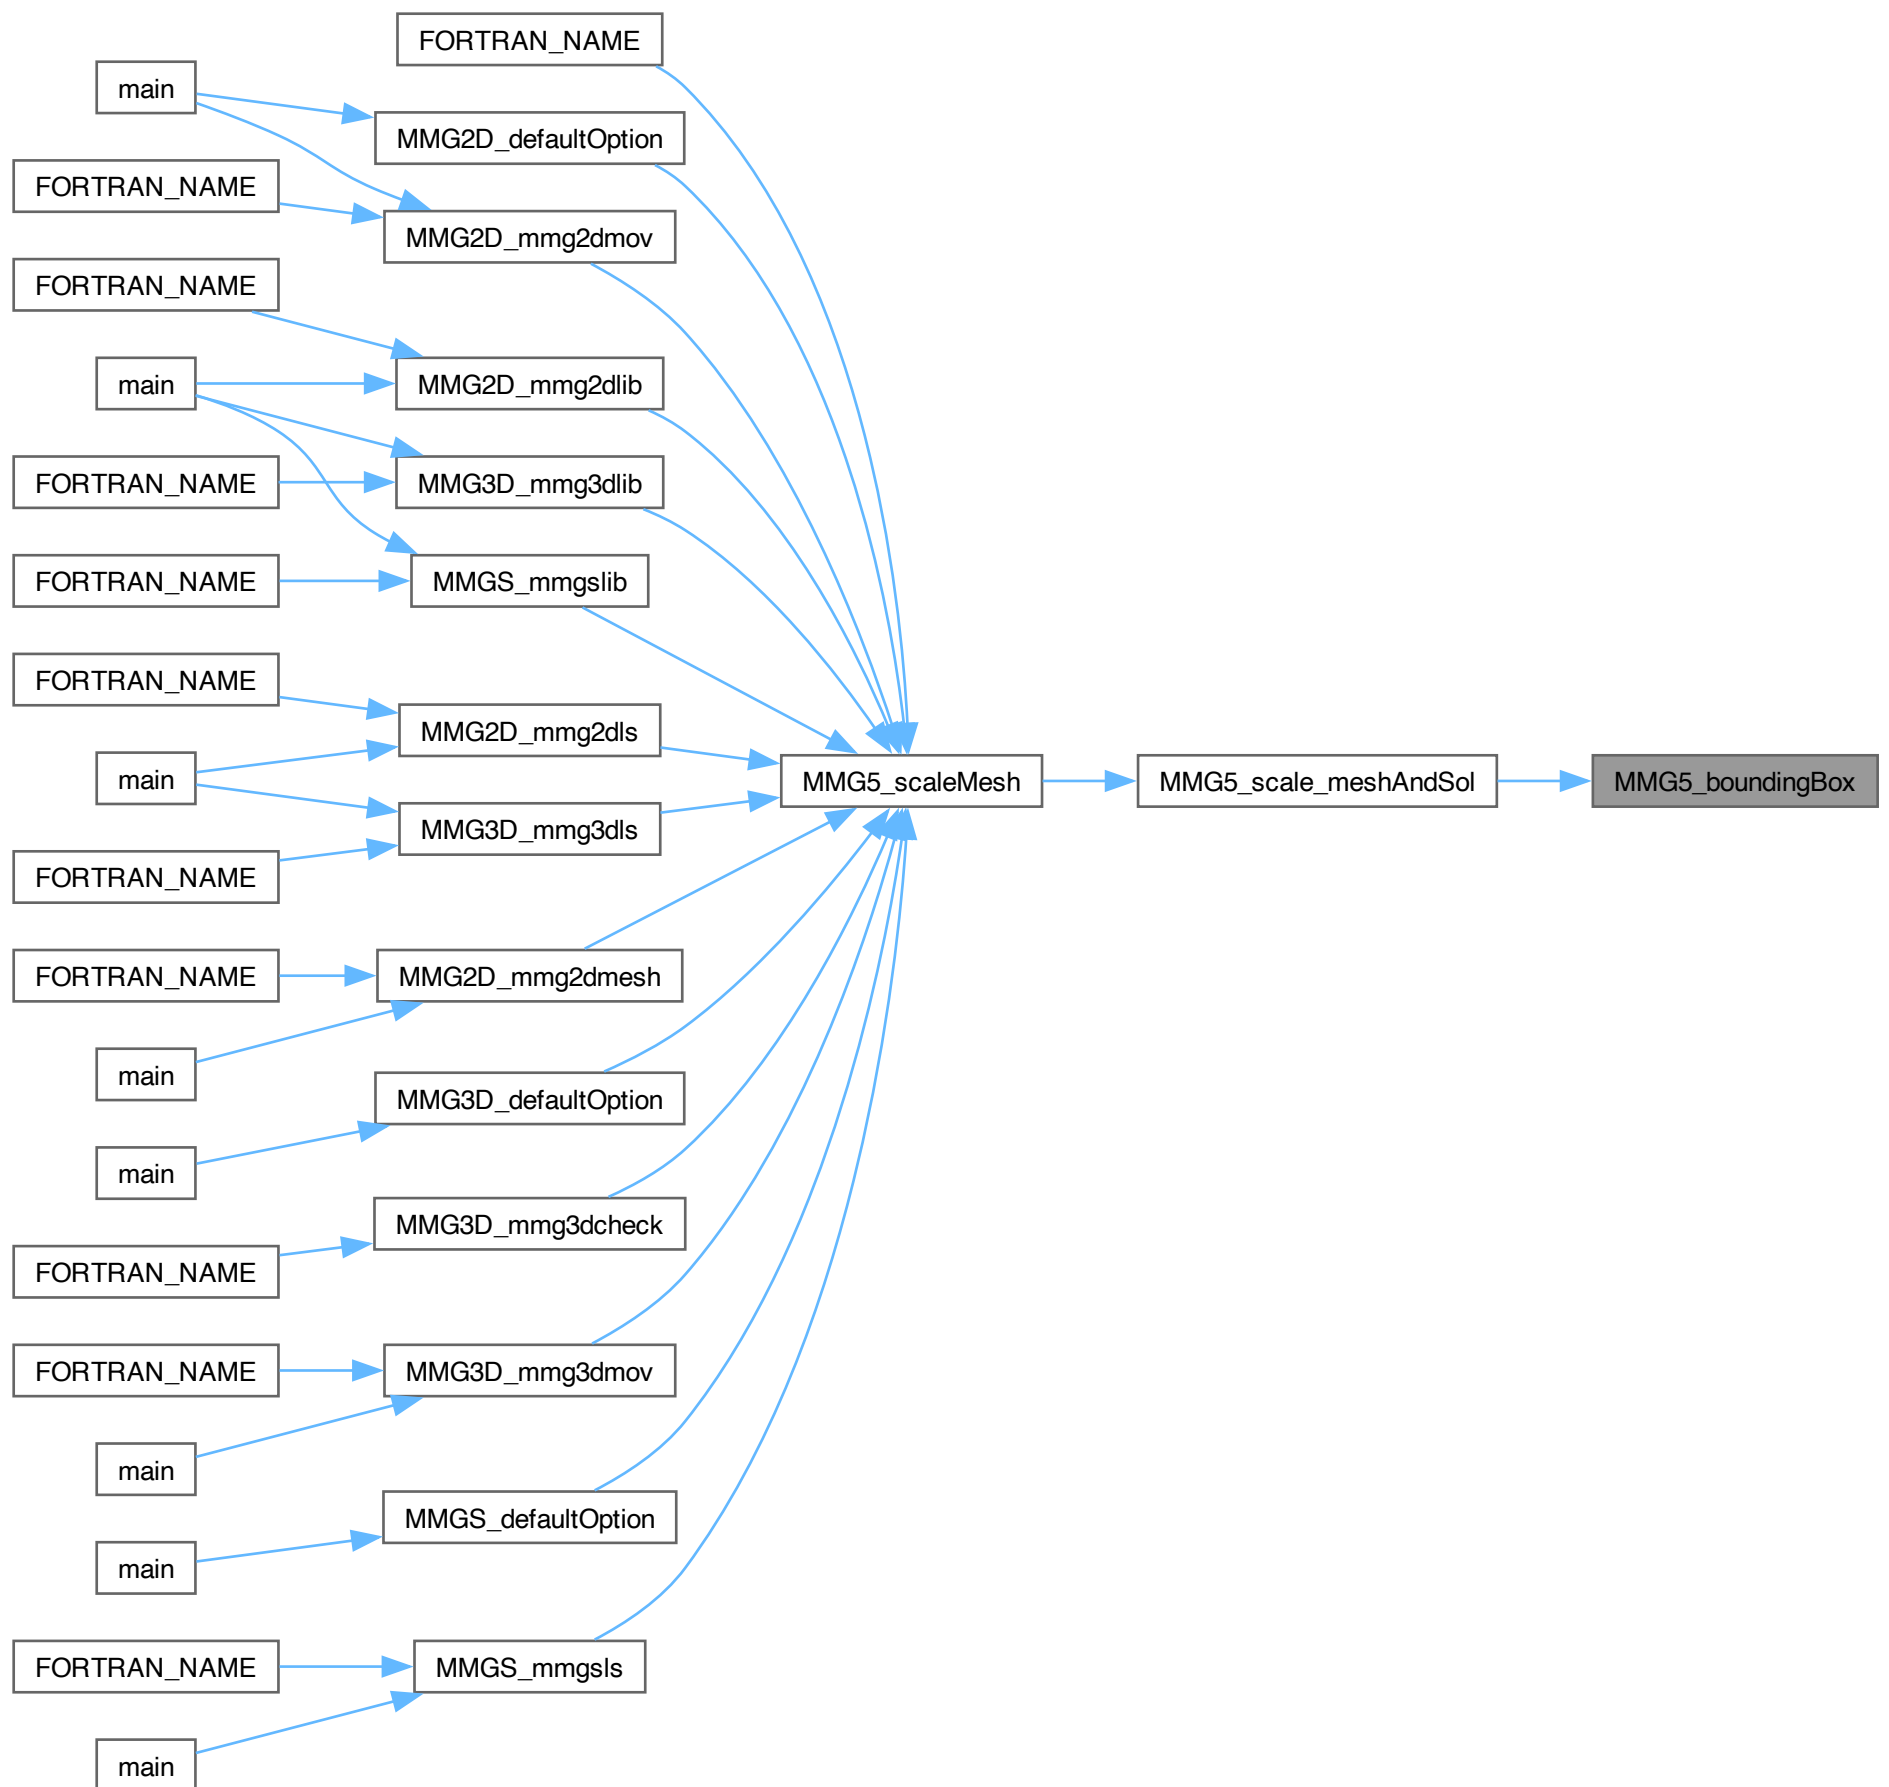 FORTRAN_NAME
main
MMG2D_defaultOption
FORTRAN_NAME
MMG2D_mmg2dmov
FORTRAN_NAME
main
MMG2D_mmg2dlib
FORTRAN_NAME
MMG3D_mmg3dlib
FORTRAN_NAME
MMGS_mmgslib
FORTRAN_NAME
MMG2D_mmg2dls
main
MMG5_scaleMesh
MMG5_scale_meshAndSol
MMG5_boundingBox
MMG3D_mmg3dls
FORTRAN_NAME
FORTRAN_NAME
MMG2D_mmg2dmesh
main
MMG3D_defaultOption
main
MMG3D_mmg3dcheck
FORTRAN_NAME
FORTRAN_NAME
MMG3D_mmg3dmov
main
MMGS_defaultOption
main
FORTRAN_NAME
MMGS_mmgsls
main